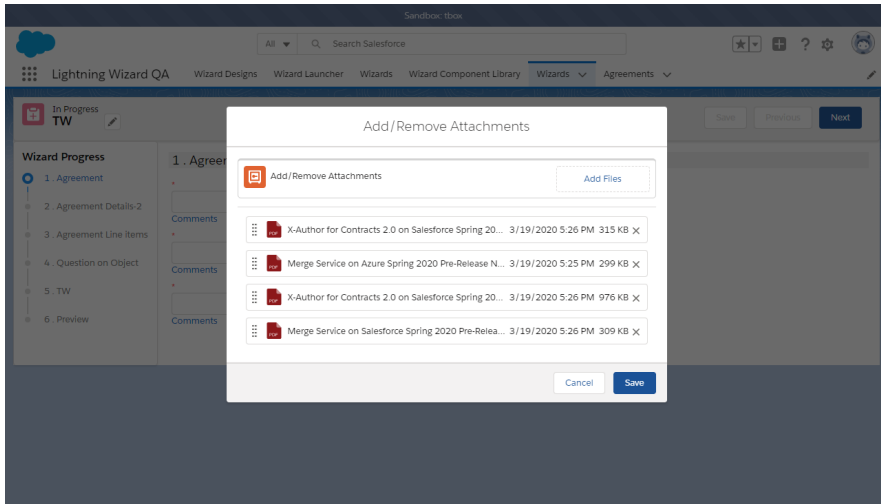 Sandbox: tbox
All
Search Salesforce
Lightning Wizard QA
Wizard Designs
Wizard Launcher
Wizards
Wizard Component Library
Wizards
Agreements
In Progress
TW
Save
Previous
Next
Wizard Progress
1 . Agreement
2 . Agreement Details-2
3 . Agreement Line items
4 . Question on Object
5 . TW
6 . Preview
1 . Agreer
*
Comments
*
Comments
*
Comments
Add/Remove Attachments
Add/Remove Attachments
Add Files
PDF X-Author for Contracts 2.0 on Salesforce Spring 20... 3/19/2020 5:26 PM 315 KB
PDF Merge Service on Azure Spring 2020 Pre-Release N... 3/19/2020 5:25 PM 299 KB
PDF X-Author for Contracts 2.0 on Salesforce Spring 20... 3/19/2020 5:26 PM 976 KB
PDF Merge Service on Salesforce Spring 2020 Pre-Relea... 3/19/2020 5:26 PM 309 KB
Cancel
Save